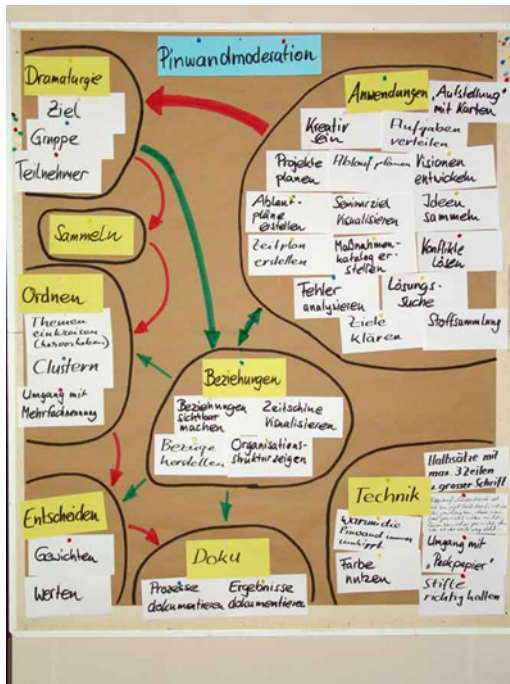 Pinwandmoderation
Dramaturgie
Ziel
Gruppe
Teilnehmer
Sammeln
Ordnen
Themen
einkreisen
(hervorheben)
Clustern
Umgang mit
Mehrfachnennung
Entscheiden
Gewichten
Werten
Doku
Prozesse
dokumentieren
Ergebnisse
dokumentieren
Beziehungen
Beziehungen
sichtbar
machen
Zeitschine
Visualisieren
Bezüge
herstellen
Organisations-
struktur zeigen
Anwendungen
"Aufstellung"
mit Karten
Kreativ
sein
Aufgaben
verteilen
Projekte
planen
Ablauf planen
Visionen
entwickeln
Ablauf-
pläne
erstellen
Seminarziel
Visualisieren
Ideen
sammeln
Zeitplan
erstellen
Maßnahmen-
katalog er-
stellen
Konflikte
Lösen
Fehler
analysieren
Lösungs-
suche
Ziele
klären
Stoffsammlung
Technik
Halbsätze mit
max. 3 Zeilen
u. grosser Schrift
warum die
Pinwand immer
umkippt
Umgang mit
"Packpapier"
Farbe
nutzen
Stifte
richtig halten